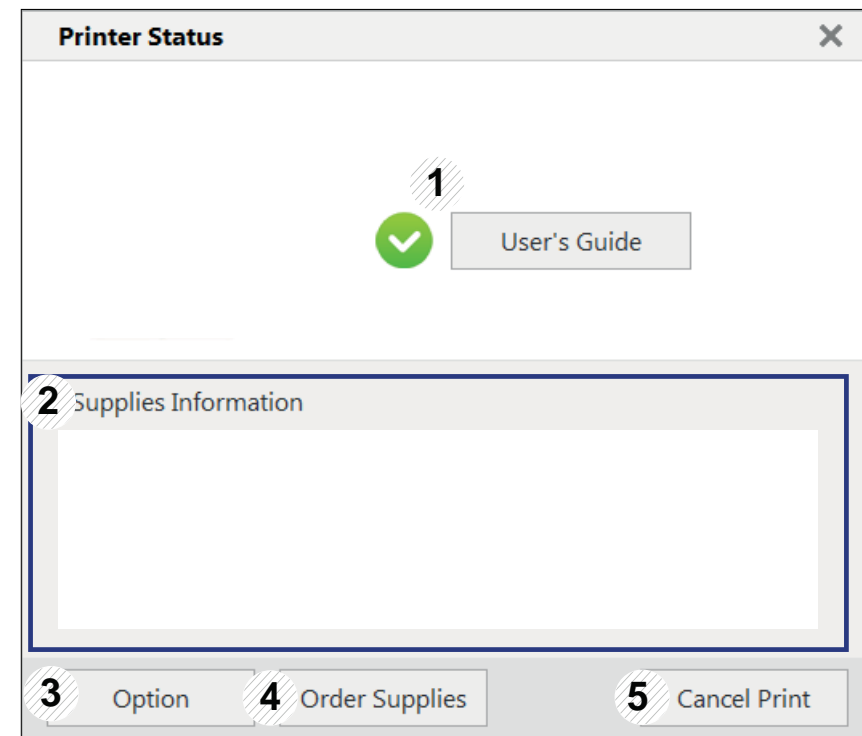 Printer Status
1
User's Guide
2 Supplies Information
3 Option 4 Order Supplies 5 Cancel Print